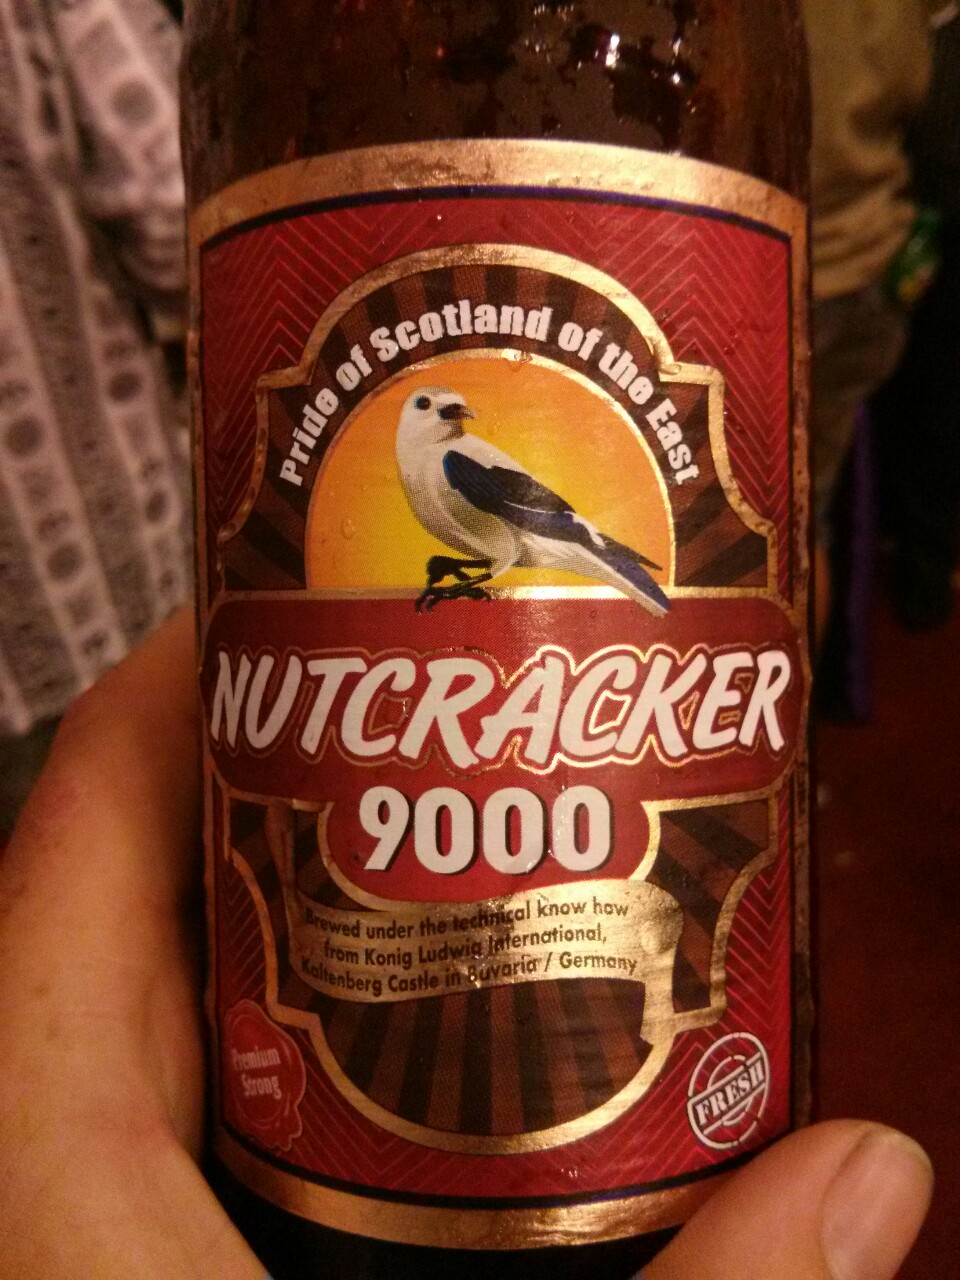 Pride of Scotland of the East
NUTCRACKER
9000
Brewed under the technical know how
from Konig Ludwig International,
Kaltenberg Castle in Buvaria / Germany
Premium
Strong
FRESH